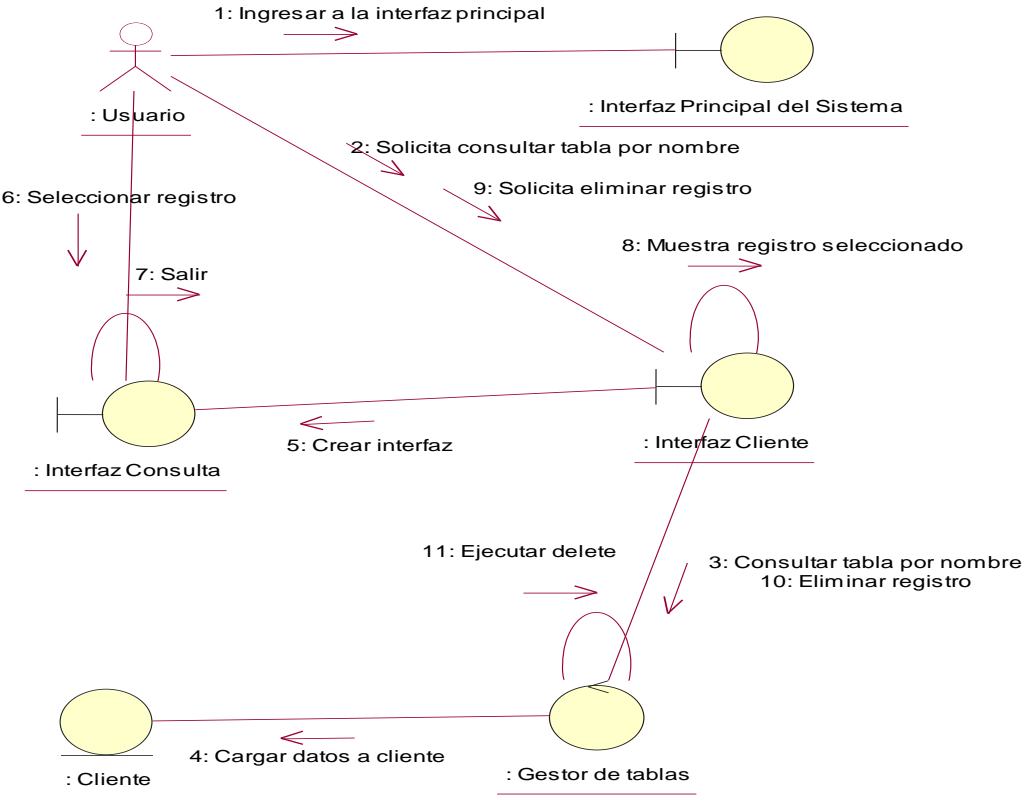 1: Ingresar a la interfaz principal
: Interfaz Principal del Sistema
: Usuario
2: Solicita consultar tabla por nombre
9: Solicita eliminar registro
6: Seleccionar registro
8: Muestra registro seleccionado
7: Salir
: Interfaz Cliente
5: Crear interfaz
: Interfaz Consulta
11: Ejecutar delete
3: Consultar tabla por nombre
10: Eliminar registro
4: Cargar datos a cliente
: Gestor de tablas
: Cliente